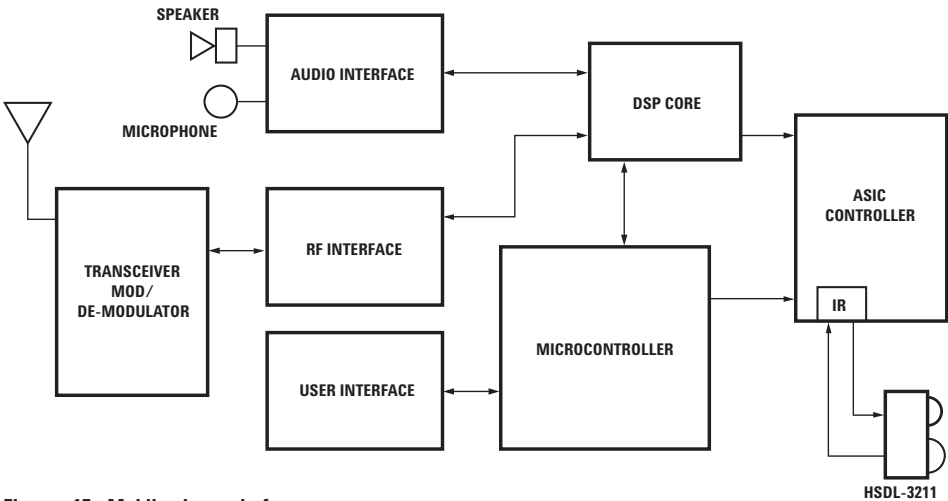 SPEAKER
AUDIO INTERFACE
DSP CORE
MICROPHONE
ASIC
CONTROLLER
RF INTERFACE
TRANSCEIVER
MOD/
DE-MODULATOR
IR
MICROCONTROLLER
USER INTERFACE
HSDL-3211